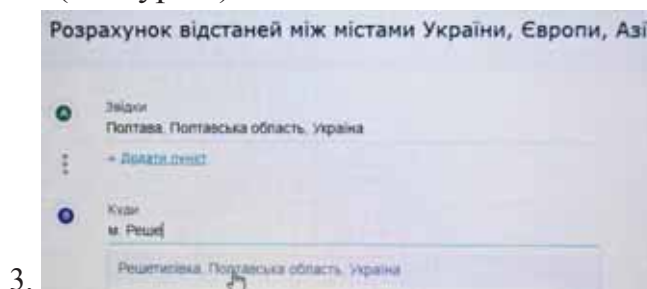 Розрахунок відстаней між містами України, Європи, Азі
A
Звідки
Полтава, Полтавська область, Україна
+ Додати пункт
Куди
м. Реше
Решетилівка, Полтавська область, Україна
3.